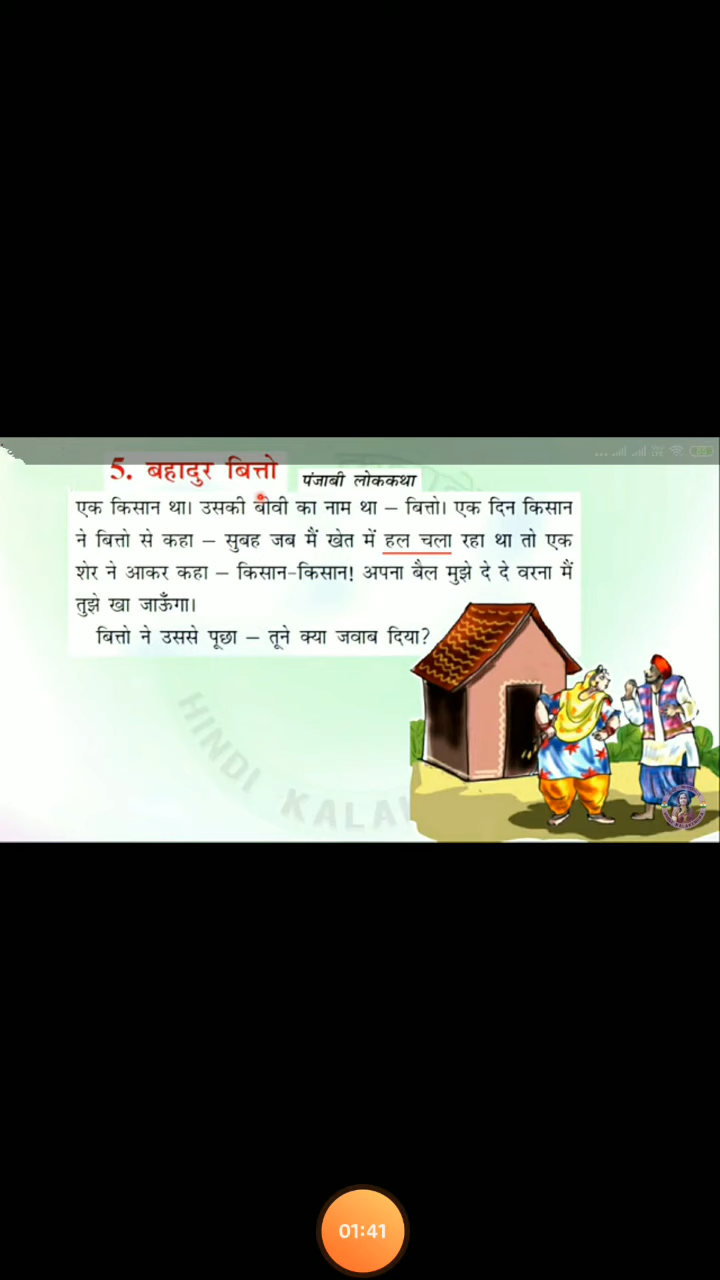 5. बहादुर बित्तो पंजाबी लोककथा
एक किसान था। उसकी बीवी का नाम था – बित्तो। एक दिन किसान
ने बित्तो से कहा – सुबह जब मैं खेत में हल चला रहा था तो एक
शेर ने आकर कहा – किसान-किसान! अपना बैल मुझे दे दे वरना मैं
तुझे खा जाऊँगा।
बित्तो ने उससे पूछा – तूने क्या जवाब दिया?
HINDI KALA
01:41